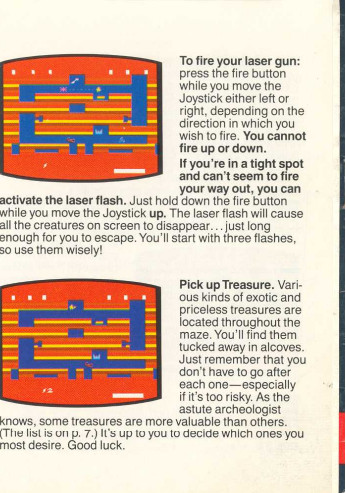 To fire your laser gun:
press the fire button
while you move the
Joystick either left or
right, depending on the
direction in which you
wish to fire. You cannot
fire up or down.
If you're in a tight spot
and can't seem to fire
your way out, you can
activate the laser flash. Just hold down the fire button
while you move the Joystick up. The laser flash will cause
all the creatures on screen to disappear...just long
enough for you to escape. You'll start with three flashes,
so use them wisely!
Pick up Treasure. Vari-
ous kinds of exotic and
priceless treasures are
located throughout the
maze. You'll find them
tucked away in alcoves.
Just remember that you
don't have to go after
each one—especially
if it's too risky. As the
astute archeologist
knows, some treasures are more valuable than others.
(The list is on p. 7.) It's up to you to decide which ones you
most desire. Good luck.